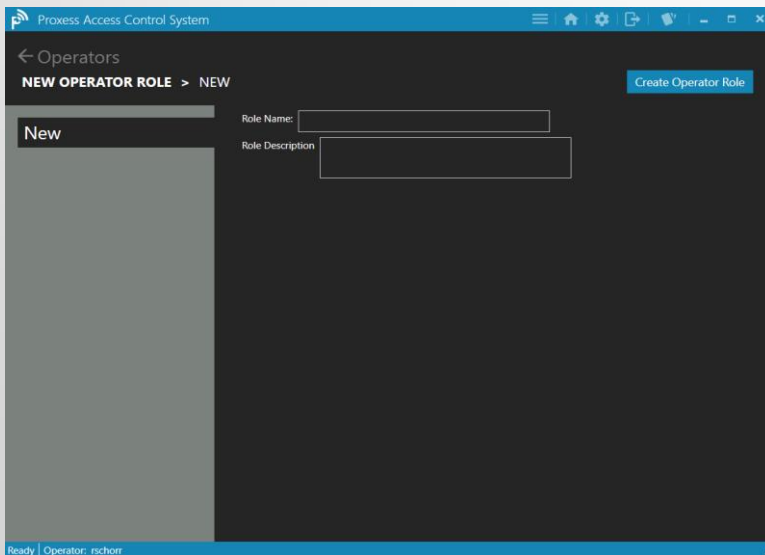 Proxess Access Control System
Operators
NEW OPERATOR ROLE > NEW
Create Operator Role
New
Role Name:
Role Description
Ready Operator: rschorr